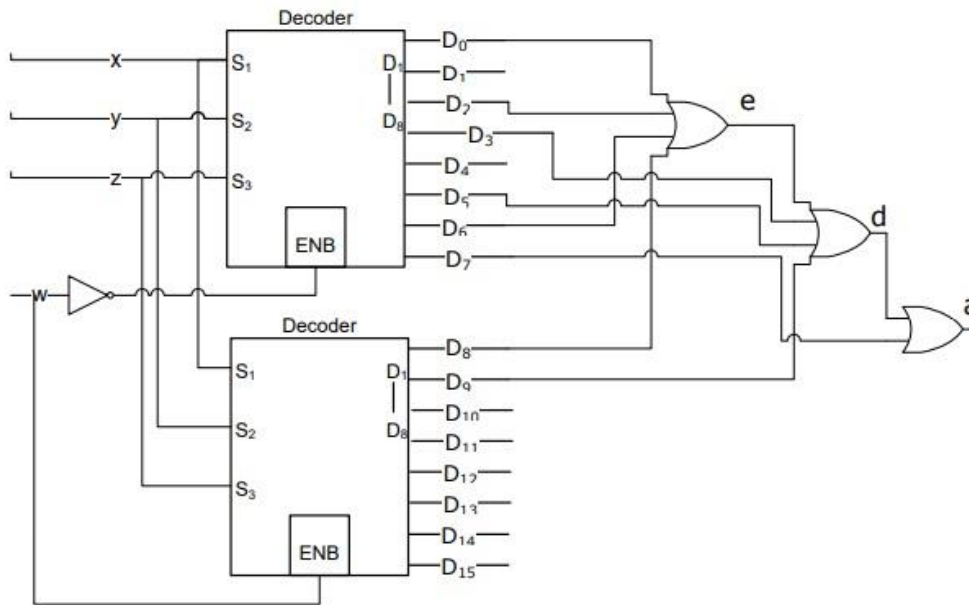 Decoder
D₀
x S₁ D₁ D₁
D₂ e
y S₂ D₈ D₃
D₄
z S₃ D₅ d
D₆
ENB D₇
w a
Decoder
D₈
S₁ D₁ D₉
D₁₀
S₂ D₈ D₁₁
D₁₂
S₃ D₁₃
D₁₄
ENB D₁₅